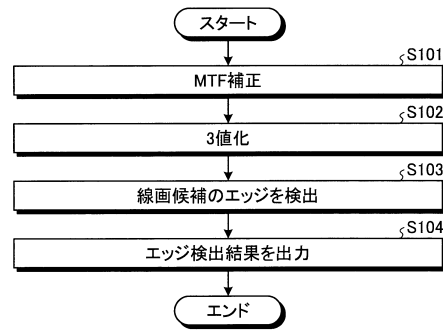 スタート
S101
MTF補正
S102
3値化
S103
線画候補のエッジを検出
S104
エッジ検出結果を出力
エンド